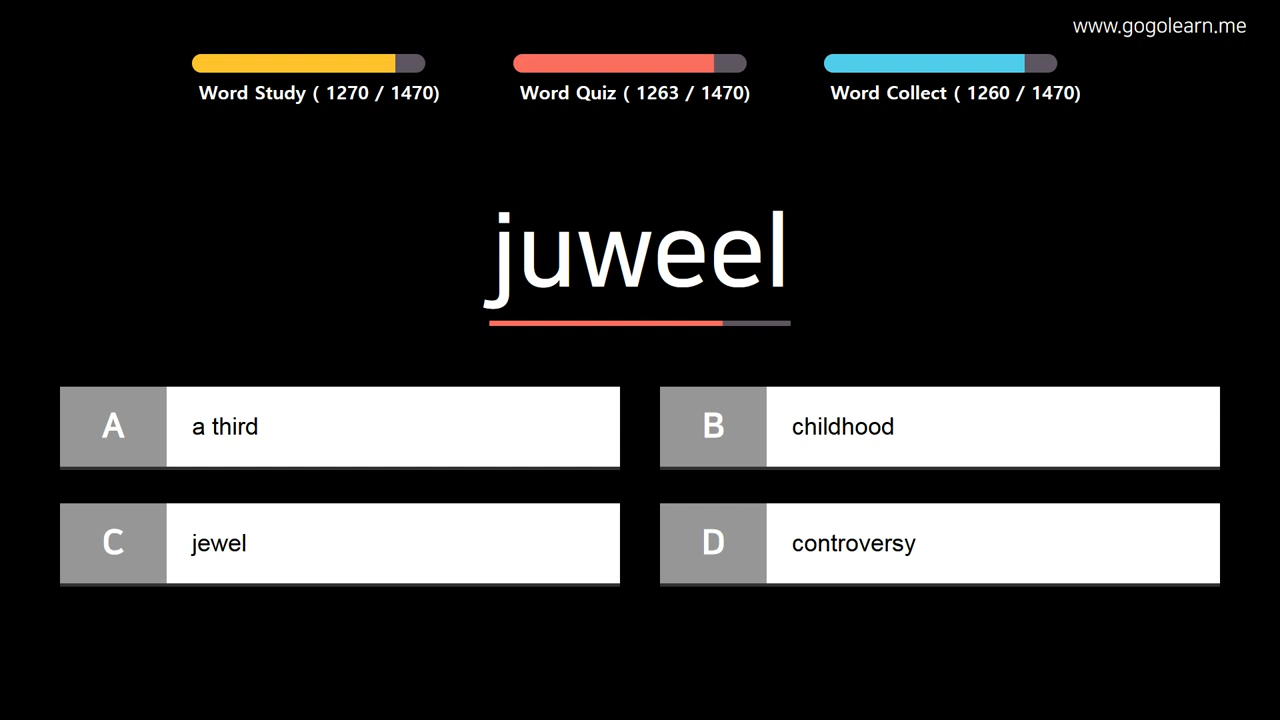 www.gogolearn.me
Word Study ( 1270 / 1470)
Word Quiz ( 1263 / 1470)
Word Collect ( 1260 / 1470)
juweel
A a third
B childhood
C jewel
D controversy